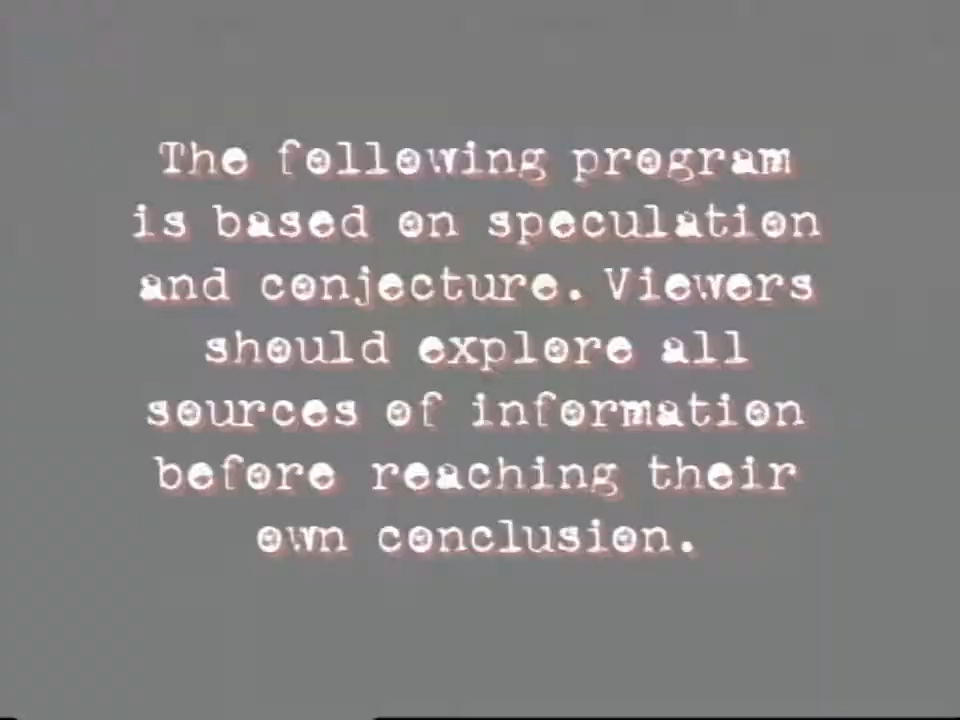 The following program
is based on speculation
and conjecture. Viewers
should explore all
sources of information
before reaching their
own conclusion.